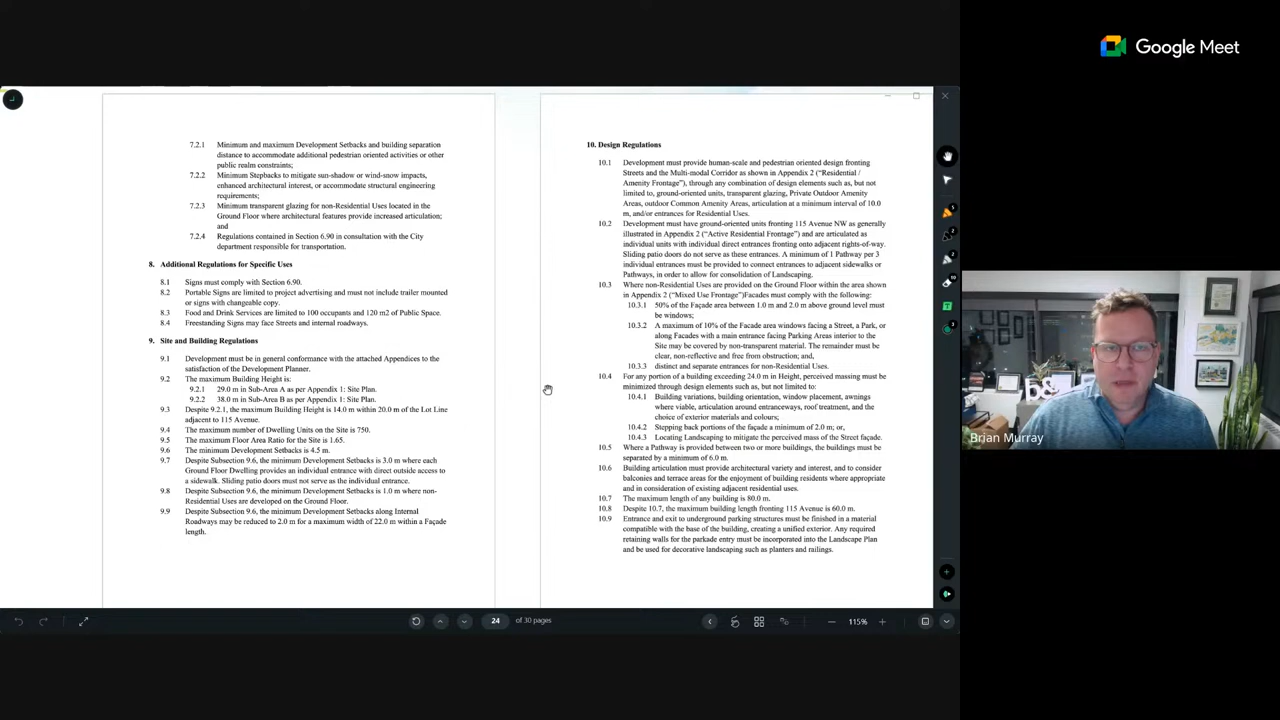 Google Meet
7.2.1 Minimum and maximum Development Setbacks and building separation
distance to accommodate additional pedestrian oriented activities or other
public realm constraints;
7.2.2 Minimum Stepbacks to mitigate sun-shadow or wind-snow impacts,
enhanced architectural interest, or accommodate structural engineering
requirements;
7.2.3 Minimum transparent glazing for non-Residential Uses located in the
Ground Floor where architectural features provide increased articulation;
and
7.2.4 Regulations contained in Section 6.90 in consultation with the City
department responsible for transportation.
8. Additional Regulations for Specific Uses
8.1 Signs must comply with Section 6.90.
8.2 Portable Signs are limited to project advertising and must not include trailer mounted
or signs with changeable copy.
8.3 Food and Drink Services are limited to 100 occupants and 120 m2 of Public Space.
8.4 Freestanding Signs may face Streets and internal roadways.
9. Site and Building Regulations
9.1 Development must be in general conformance with the attached Appendices to the
satisfaction of the Development Planner.
9.2 The maximum Building Height is:
9.2.1 29.0 m in Sub-Area A as per Appendix 1: Site Plan.
9.2.2 38.0 m in Sub-Area B as per Appendix 1: Site Plan.
9.3 Despite 9.2.1, the maximum Building Height is 14.0 m within 20.0 m of the Lot Line
adjacent to 115 Avenue.
9.4 The maximum number of Dwelling Units on the Site is 750.
9.5 The maximum Floor Area Ratio for the Site is 1.65.
9.6 The minimum Development Setbacks is 4.5 m.
9.7 Despite Subsection 9.6, the minimum Development Setbacks is 3.0 m where each
Ground Floor Dwelling provides an individual entrance with direct outside access to
a sidewalk. Sliding patio doors must not serve as the individual entrance.
9.8 Despite Subsection 9.6, the minimum Development Setbacks is 1.0 m where non-
Residential Uses are developed on the Ground Floor.
9.9 Despite Subsection 9.6, the minimum Development Setbacks along Internal
Roadways may be reduced to 2.0 m for a maximum width of 22.0 m within a Façade
length.
10. Design Regulations
10.1 Development must provide human-scale and pedestrian oriented design fronting
Streets and the Multi-modal Corridor as shown in Appendix 2 ("Residential /
Amenity Frontage"), through any combination of design elements such as, but not
limited to, ground-oriented units, transparent glazing, Private Outdoor Amenity
Areas, outdoor Common Amenity Areas, articulation at a minimum interval of 10.0
m, and/or entrances for Residential Uses.
10.2 Development must have ground-oriented units fronting 115 Avenue NW as generally
illustrated in Appendix 2 ("Active Residential Frontage") and are articulated as
individual units with individual direct entrances fronting onto adjacent rights-of-way.
Sliding patio doors do not serve as these entrances. A minimum of 1 Pathway per 3
individual entrances must be provided to connect entrances to adjacent sidewalks or
Pathways, in order to allow for consolidation of Landscaping.
10.3 Where non-Residential Uses are provided on the Ground Floor within the area shown
in Appendix 2 ("Mixed Use Frontage")Facades must comply with the following:
10.3.1 50% of the Façade area between 1.0 m and 2.0 m above ground level must
be windows;
10.3.2 A maximum of 10% of the Facade area windows facing a Street, a Park, or
along Facades with a main entrance facing Parking Areas interior to the
Site may be covered by non-transparent material. The remainder must be
clear, non-reflective and free from obstruction; and,
10.3.3 distinct and separate entrances for non-Residential Uses.
10.4 For any portion of a building exceeding 24.0 m in Height, perceived massing must be
minimized through design elements such as, but not limited to:
10.4.1 Building variations, building orientation, window placement, awnings
where viable, articulation around entranceways, roof treatment, and the
choice of exterior materials and colours;
10.4.2 Stepping back portions of the façade a minimum of 2.0 m; or,
10.4.3 Locating Landscaping to mitigate the perceived mass of the Street façade.
10.5 Where a Pathway is provided between two or more buildings, the buildings must be
separated by a minimum of 6.0 m.
10.6 Building articulation must provide architectural variety and interest, and to consider
balconies and terrace areas for the enjoyment of building residents where appropriate
and in consideration of existing adjacent residential uses.
10.7 The maximum length of any building is 80.0 m.
10.8 Despite 10.7, the maximum building length fronting 115 Avenue is 60.0 m.
10.9 Entrance and exit to underground parking structures must be finished in a material
compatible with the base of the building, creating a unified exterior. Any required
retaining walls for the parkade entry must be incorporated into the Landscape Plan
and be used for decorative landscaping such as planters and railings.
b&
Brian Murray
24 of 30 pages
115%